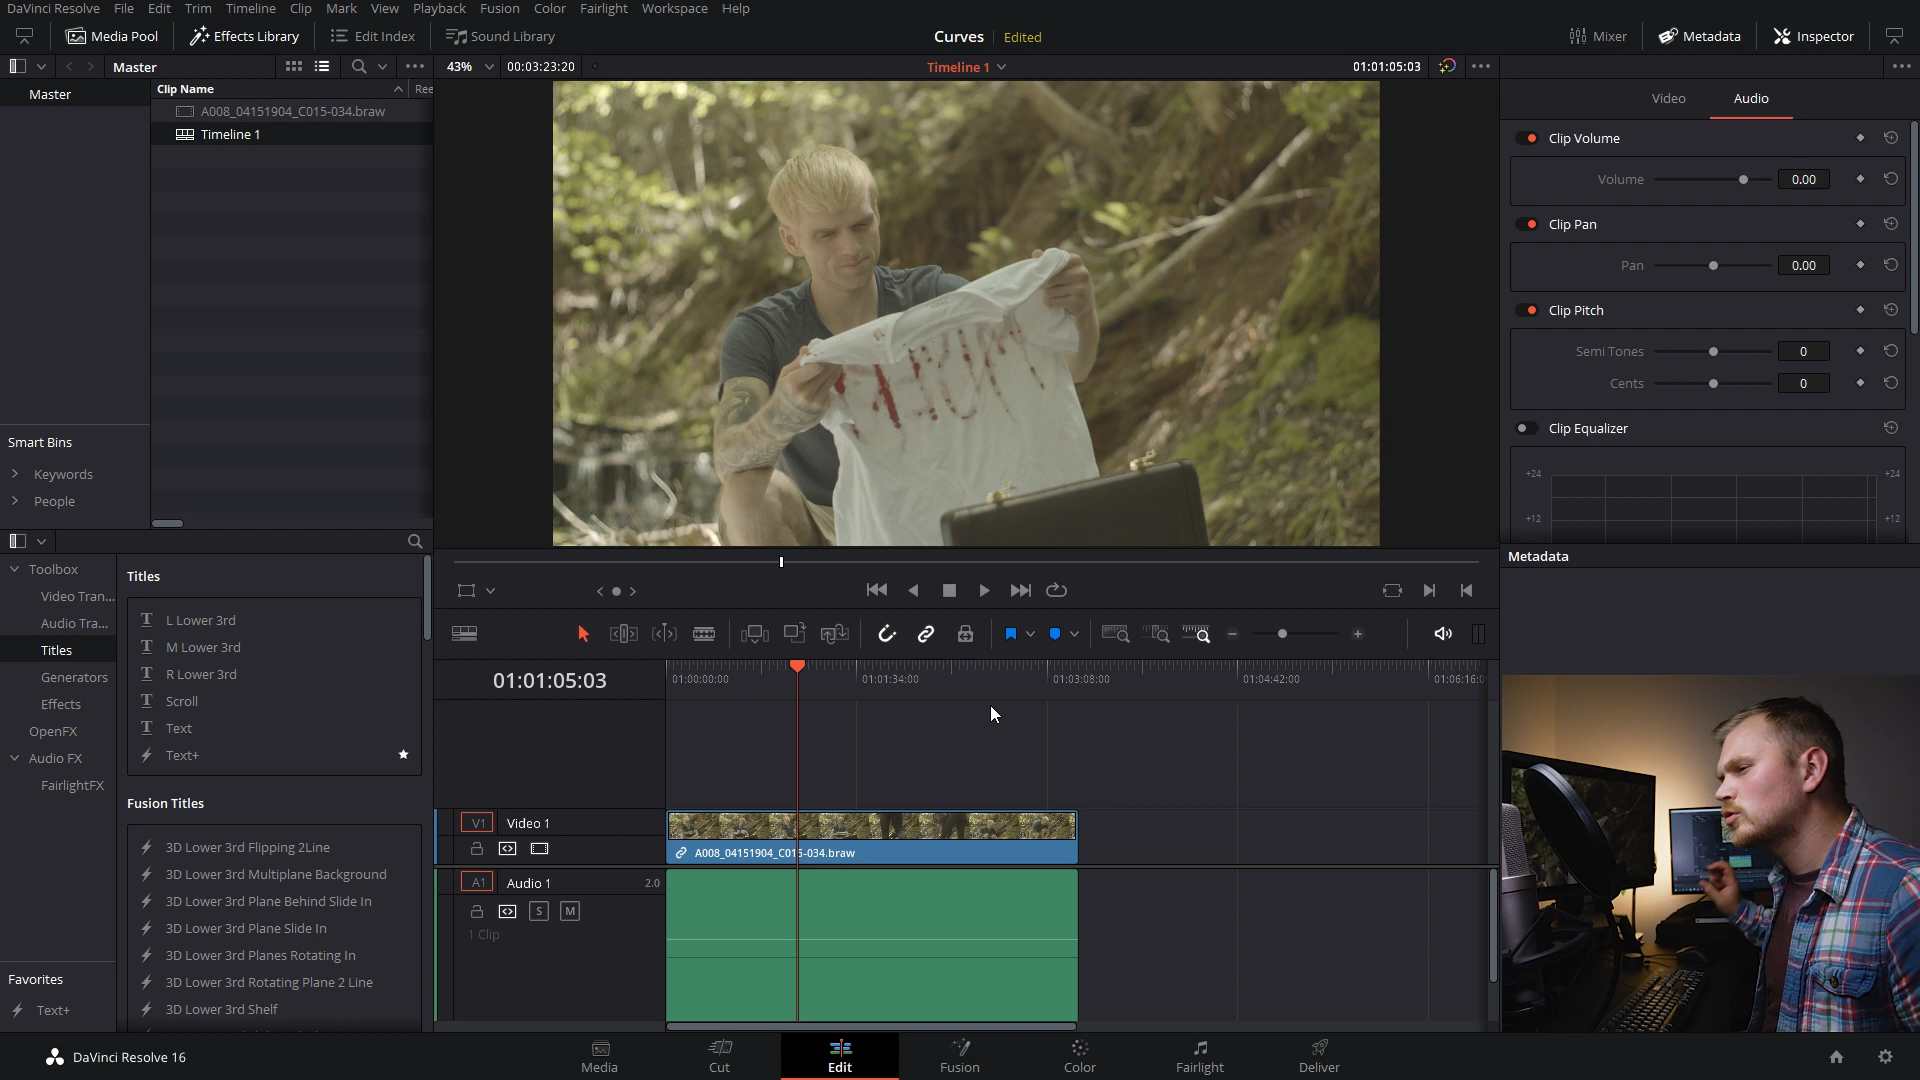 DaVinci Resolve File Edit Trim Timeline Clip Mark View Playback Fusion Color Fairlight Workspace Help
Media Pool Effects Library Edit Index Sound Library Curves Edited Mixer Metadata Inspector
Master 43% 00:03:23:20 Timeline 1 01:01:05:03
Master
Clip Name Ree
A008_04151904_C015-034.braw
Timeline 1
Smart Bins
Keywords
People
Video Audio
Clip Volume
Volume 0.00
Clip Pan
Pan 0.00
Clip Pitch
Semi Tones 0
Cents 0
Clip Equalizer
+24 +24
+12 +12
Metadata
Toolbox
Video Tran...
Audio Tra...
Titles
Generators
Effects
OpenFX
Audio FX
FairlightFX
Favorites
Text+
Titles
L Lower 3rd
M Lower 3rd
R Lower 3rd
Scroll
Text
Text+
Fusion Titles
3D Lower 3rd Flipping 2Line
3D Lower 3rd Multiplane Background
3D Lower 3rd Plane Behind Slide In
3D Lower 3rd Plane Slide In
3D Lower 3rd Planes Rotating In
3D Lower 3rd Rotating Plane 2 Line
3D Lower 3rd Shelf
01:01:05:03
01:00:00:00 01:01:34:00 01:03:08:00 01:04:42:00 01:06:16:0
V1 Video 1
A008_04151904_C015-034.braw
A1 Audio 1 2.0
S M
1 Clip
DaVinci Resolve 16
Media Cut Edit Fusion Color Fairlight Deliver